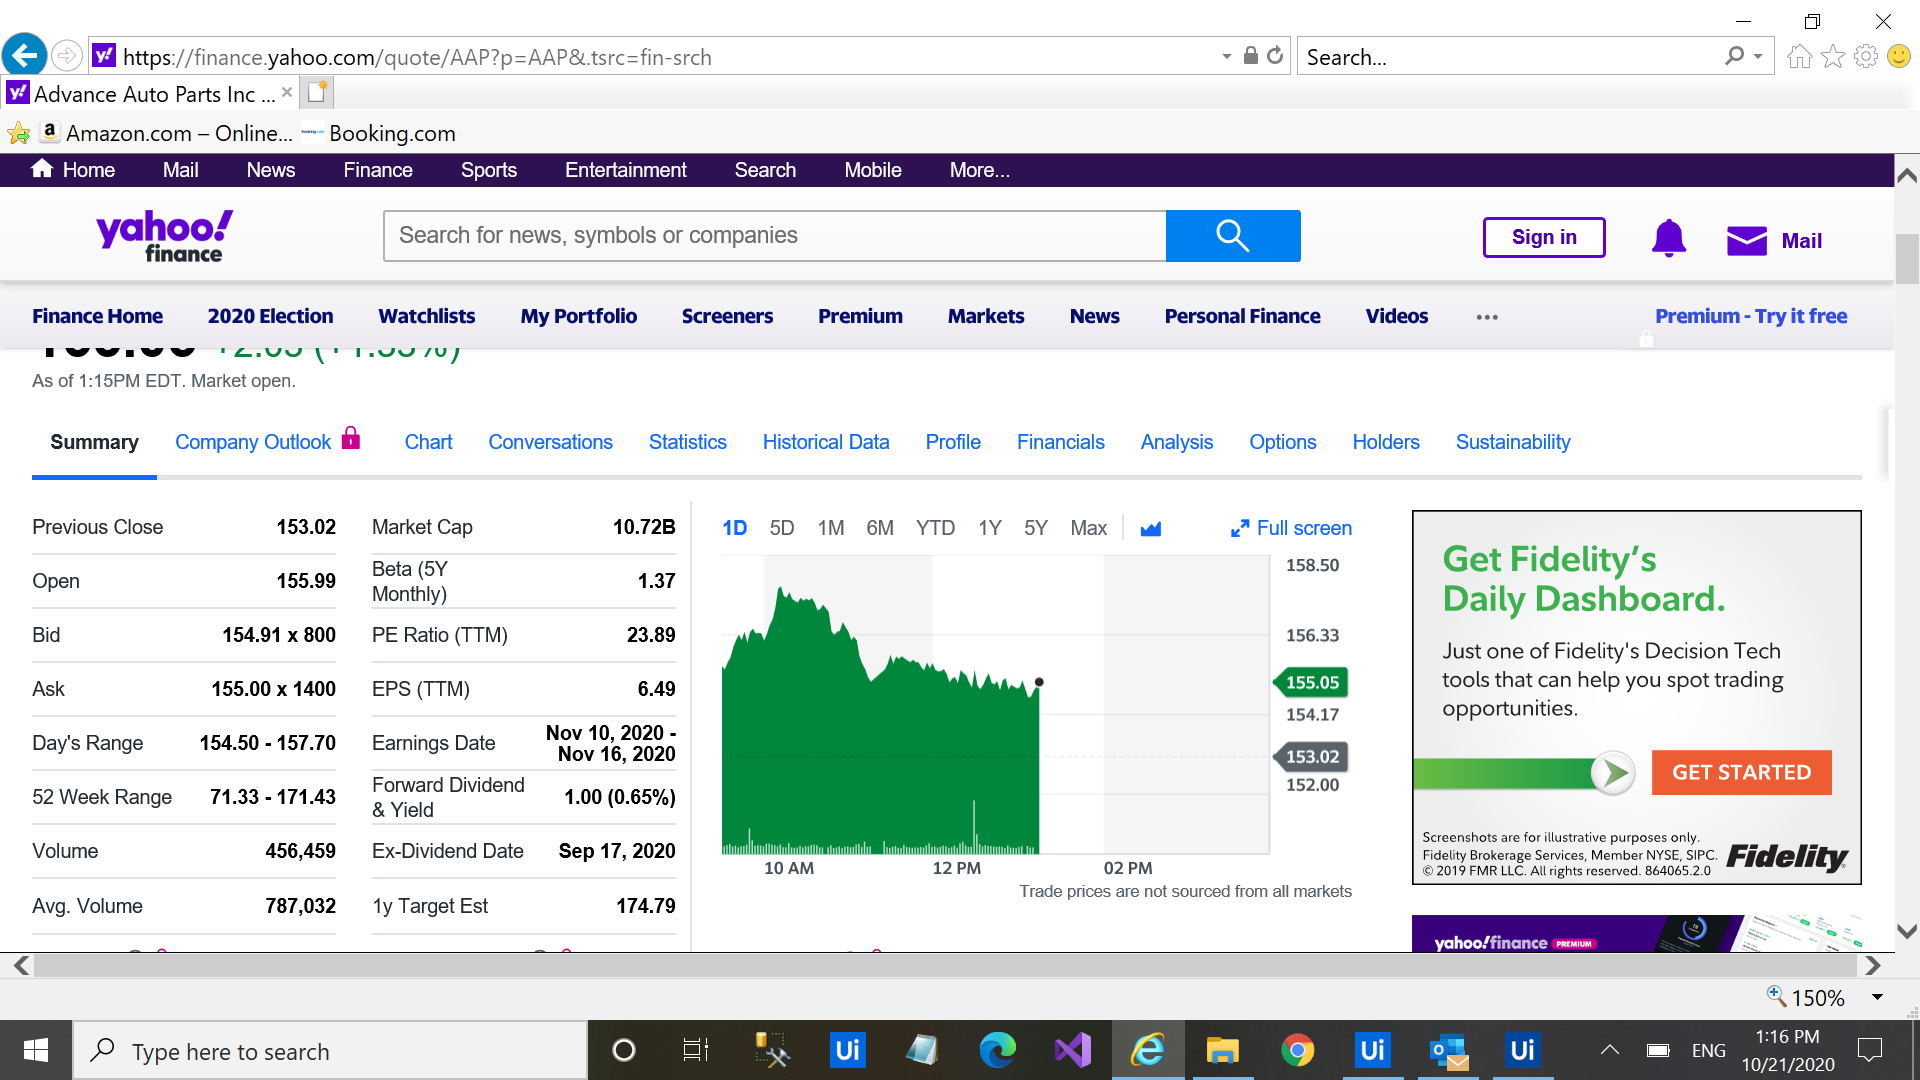 https://finance.yahoo.com/quote/AAP?p=AAP&.tsrc=fin-srch
Search...
Advance Auto Parts Inc ...
Amazon.com – Online...
Booking.com
Home Mail News Finance Sports Entertainment Search Mobile More...
yahoo! finance
Search for news, symbols or companies
Sign in
Mail
Finance Home 2020 Election Watchlists My Portfolio Screeners Premium Markets News Personal Finance Videos ...
Premium - Try it free
As of 1:15PM EDT. Market open.
Summary Company Outlook Chart Conversations Statistics Historical Data Profile Financials Analysis Options Holders Sustainability
Previous Close 153.02
Open 155.99
Bid 154.91 x 800
Ask 155.00 x 1400
Day's Range 154.50 - 157.70
52 Week Range 71.33 - 171.43
Volume 456,459
Avg. Volume 787,032
Market Cap 10.72B
Beta (5Y
Monthly) 1.37
PE Ratio (TTM) 23.89
EPS (TTM) 6.49
Earnings Date Nov 10, 2020 -
Nov 16, 2020
Forward Dividend
& Yield 1.00 (0.65%)
Ex-Dividend Date Sep 17, 2020
1y Target Est 174.79
1D 5D 1M 6M YTD 1Y 5Y Max
Full screen
158.50
156.33
155.05
154.17
153.02
152.00
10 AM 12 PM 02 PM
Trade prices are not sourced from all markets
Get Fidelity's
Daily Dashboard.
Just one of Fidelity's Decision Tech
tools that can help you spot trading
opportunities.
GET STARTED
Screenshots are for illustrative purposes only.
Fidelity Brokerage Services, Member NYSE, SIPC.
© 2019 FMR LLC. All rights reserved. 864065.2.0
Fidelity
yahoo!finance PREMIUM
150%
Type here to search
Ui
Ui
Ui
ENG
1:16 PM
10/21/2020